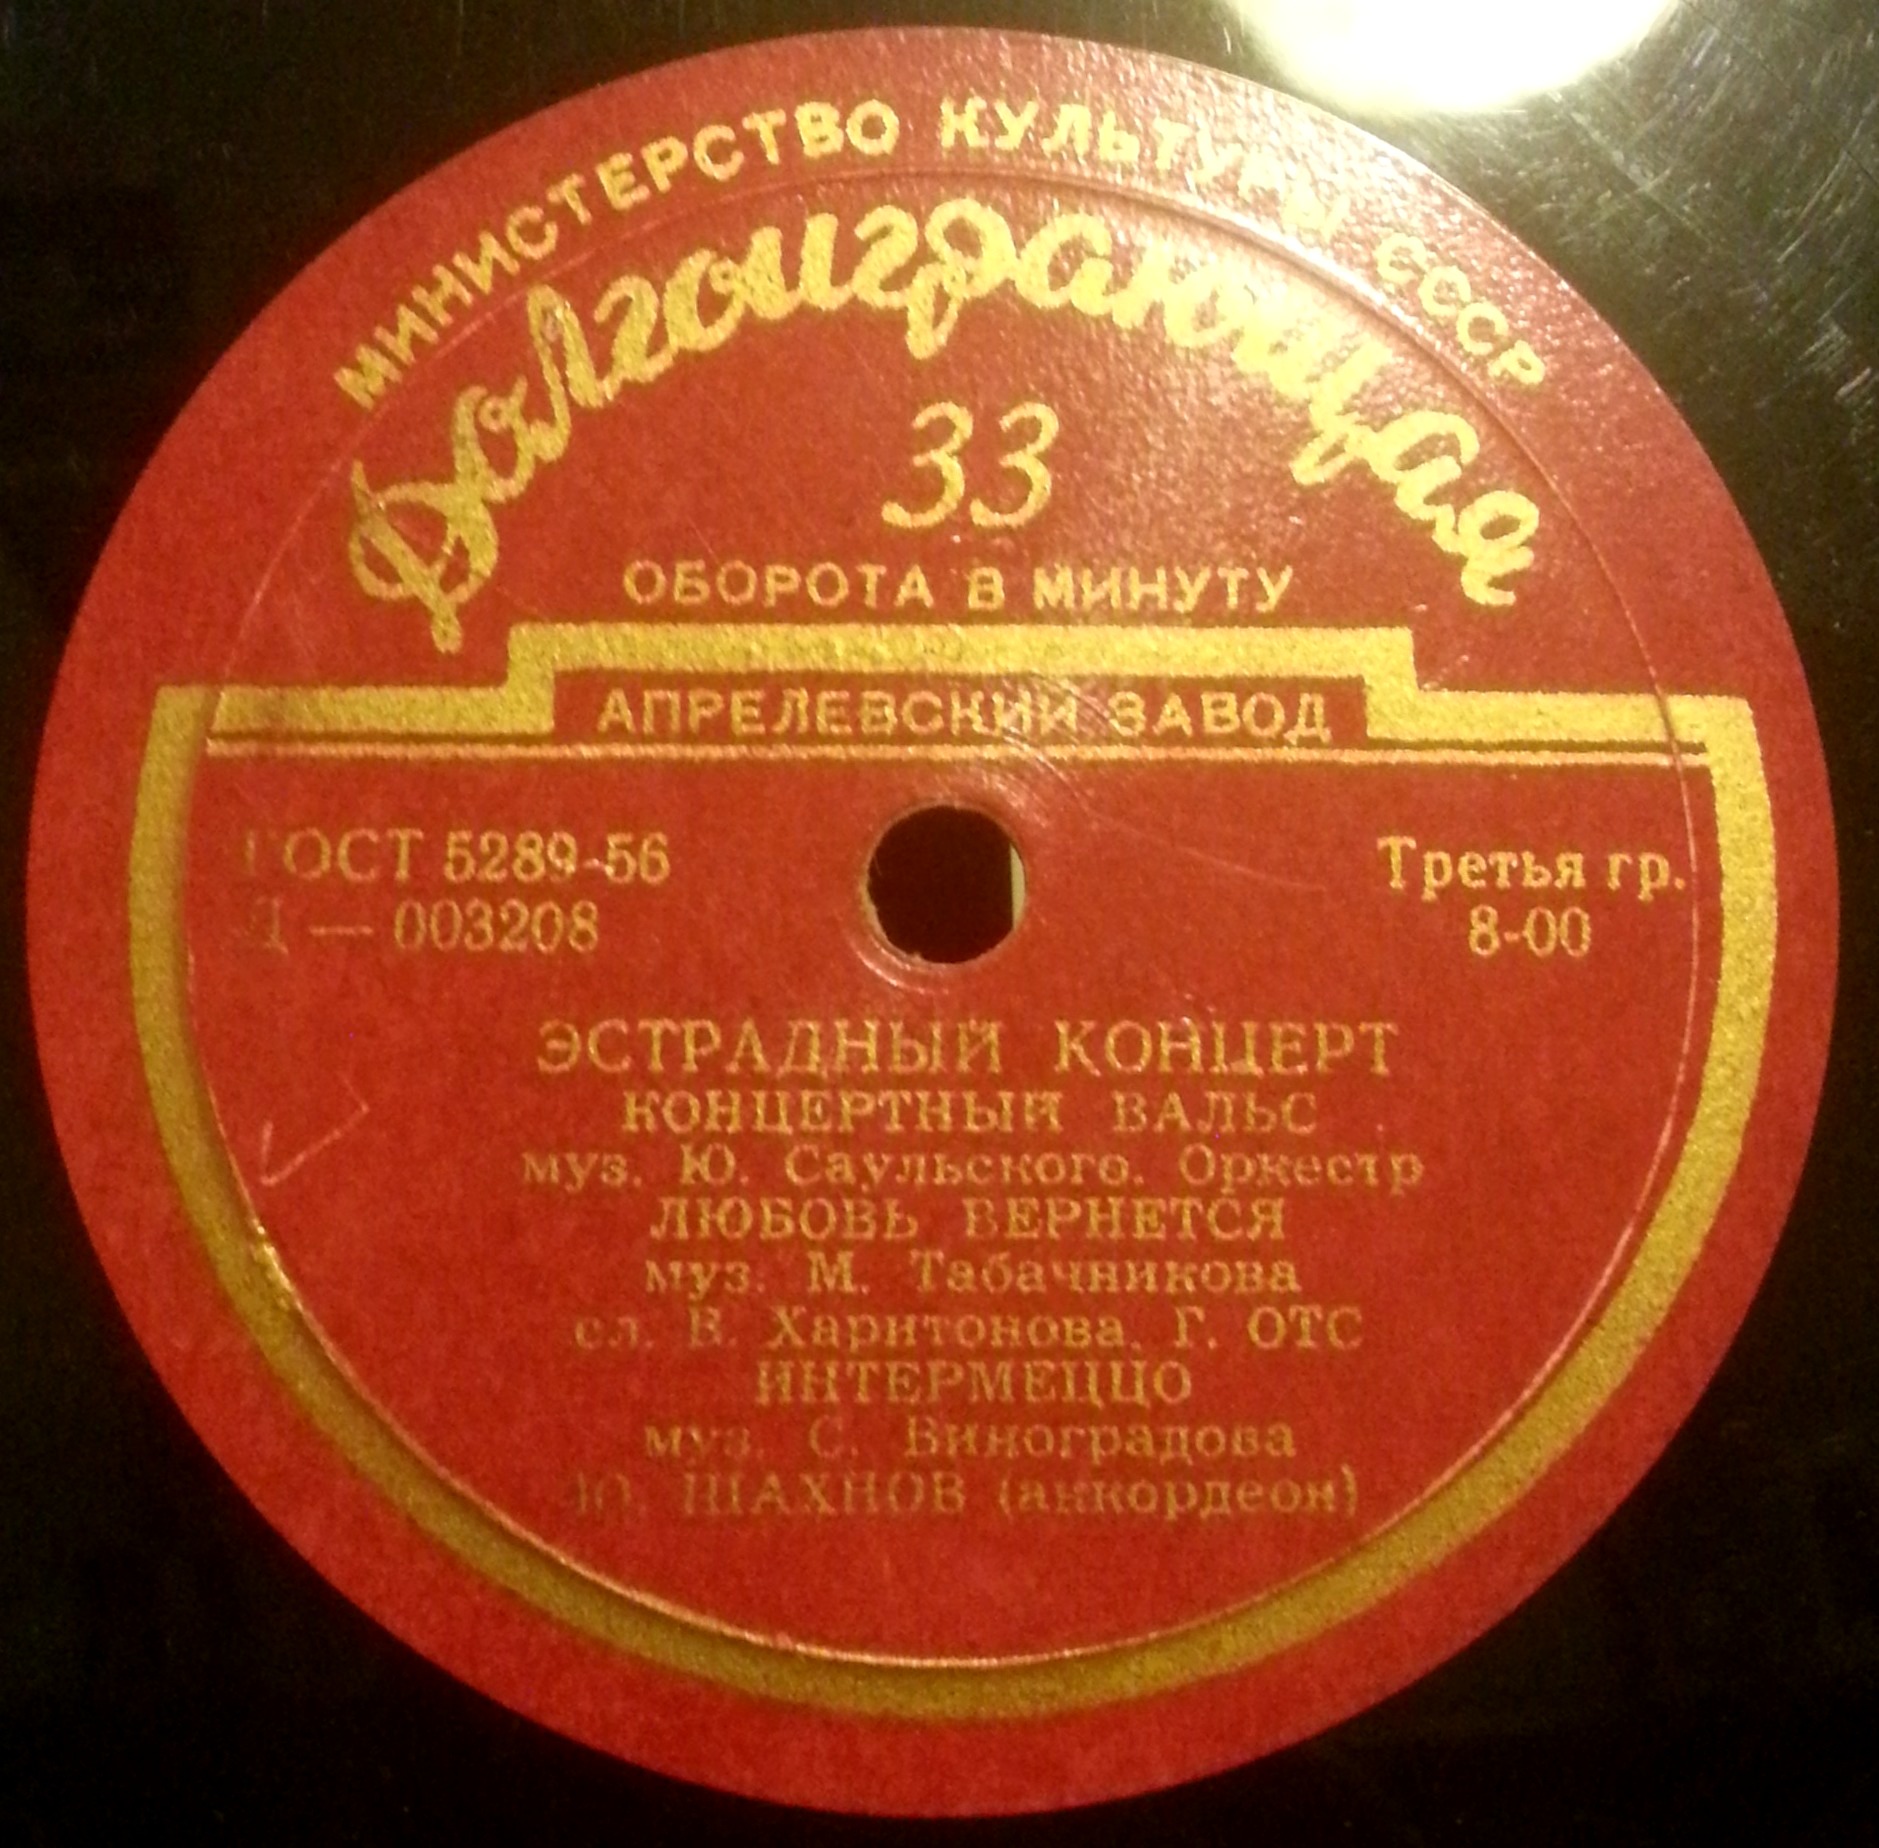 МИНИСТЕРСТВО КУЛЬТУРЫ СССР
Долгоиграющая
33
ОБОРОТА В МИНУТУ
АПРЕЛЕВСКИЙ ЗАВОД
ГОСТ 5289-56
Д — 003208
Третья гр.
8-00
ЭСТРАДНЫЙ КОНЦЕРТ
КОНЦЕРТНЫЙ ВАЛЬС
муз. Ю. Саульского. Оркестр
ЛЮБОВЬ ВЕРНЕТСЯ
муз. М. Табачникова
сл. В. Харитонова. Г. ОТС
ИНТЕРМЕЦЦО
муз. С. Виноградова
Ю. ШАХНОВ (аккордеон)